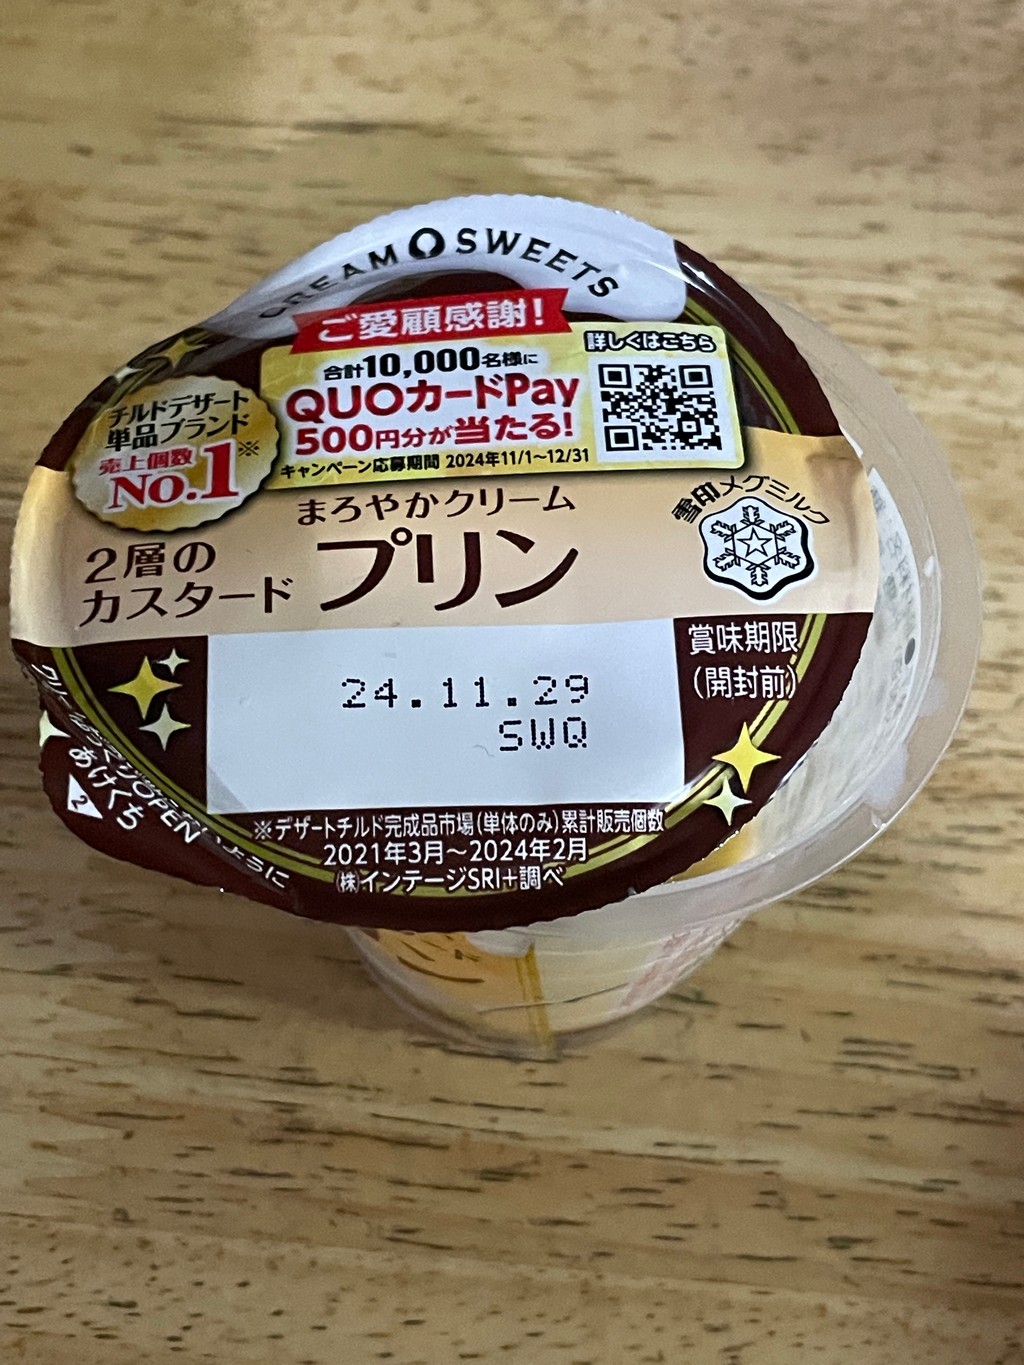 CREAM SWEETS
ご愛顧感謝！
合計10,000名様に
QUOカードPay
500円分が当たる！
キャンペーン応募期間 2024年11/1～12/31
詳しくはこちら
チルドデザート
単品ブランド
売上個数※
No.1
まろやかクリーム
2層の
カスタード
プリン
雪印メグミルク
賞味期限
(開封前)
24.11.29
SWQ
※デザートチルド完成品市場(単体のみ)累計販売個数
2021年3月～2024年2月
㈱インテージSRI+調べ
OPEN
ように
あけくち
2